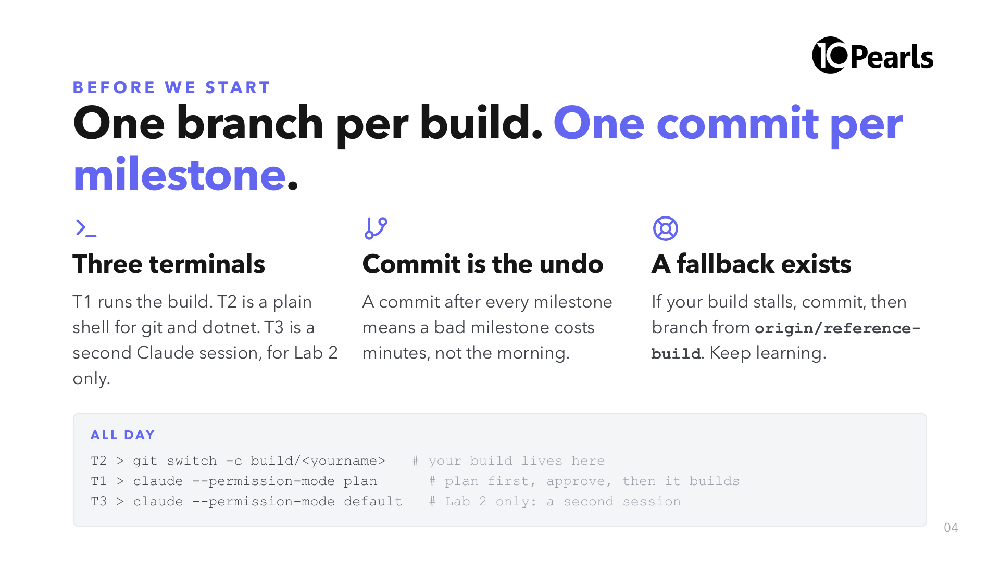 10Pearls
BEFORE WE START
One branch per build. One commit per
milestone.
Three terminals
T1 runs the build. T2 is a plain
shell for git and dotnet. T3 is a
second Claude session, for Lab 2
only.
Commit is the undo
A commit after every milestone
means a bad milestone costs
minutes, not the morning.
A fallback exists
If your build stalls, commit, then
branch from origin/reference-
build. Keep learning.
ALL DAY
T2 > git switch -c build/<yourname>   # your build lives here
T1 > claude --permission-mode plan      # plan first, approve, then it builds
T3 > claude --permission-mode default   # Lab 2 only: a second session
04